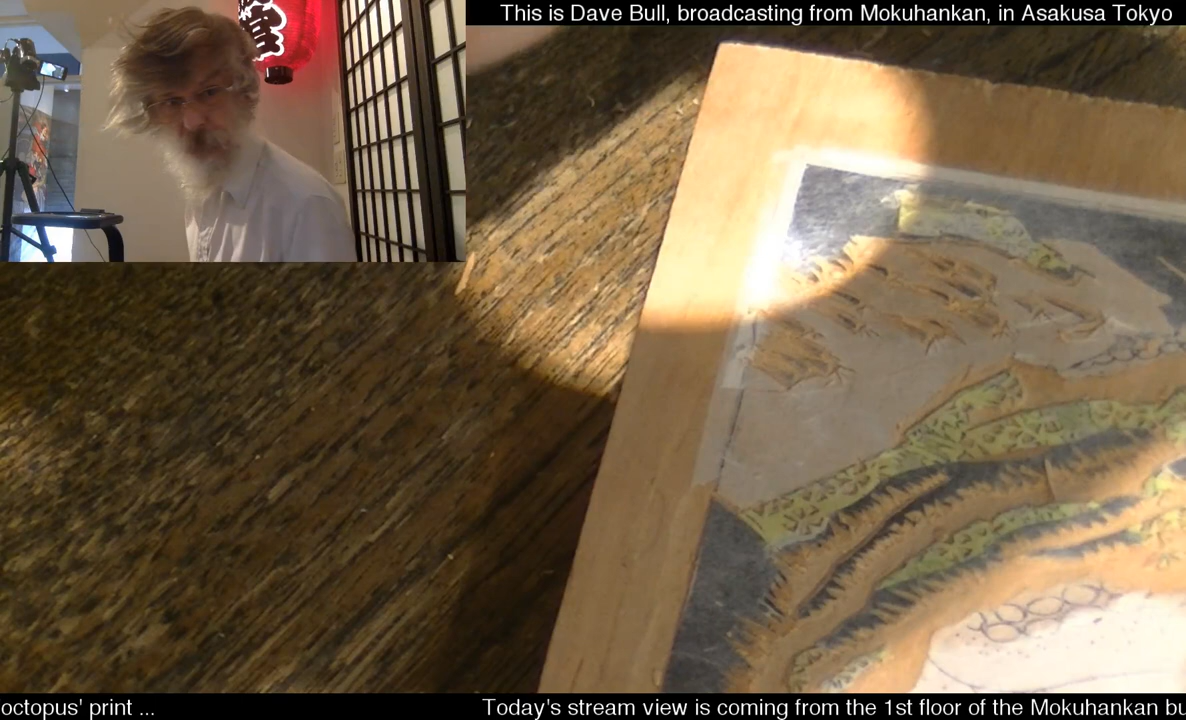 This is Dave Bull, broadcasting from Mokuhankan, in Asakusa Tokyo
octopus' print ... Today's stream view is coming from the 1st floor of the Mokuhankan bu